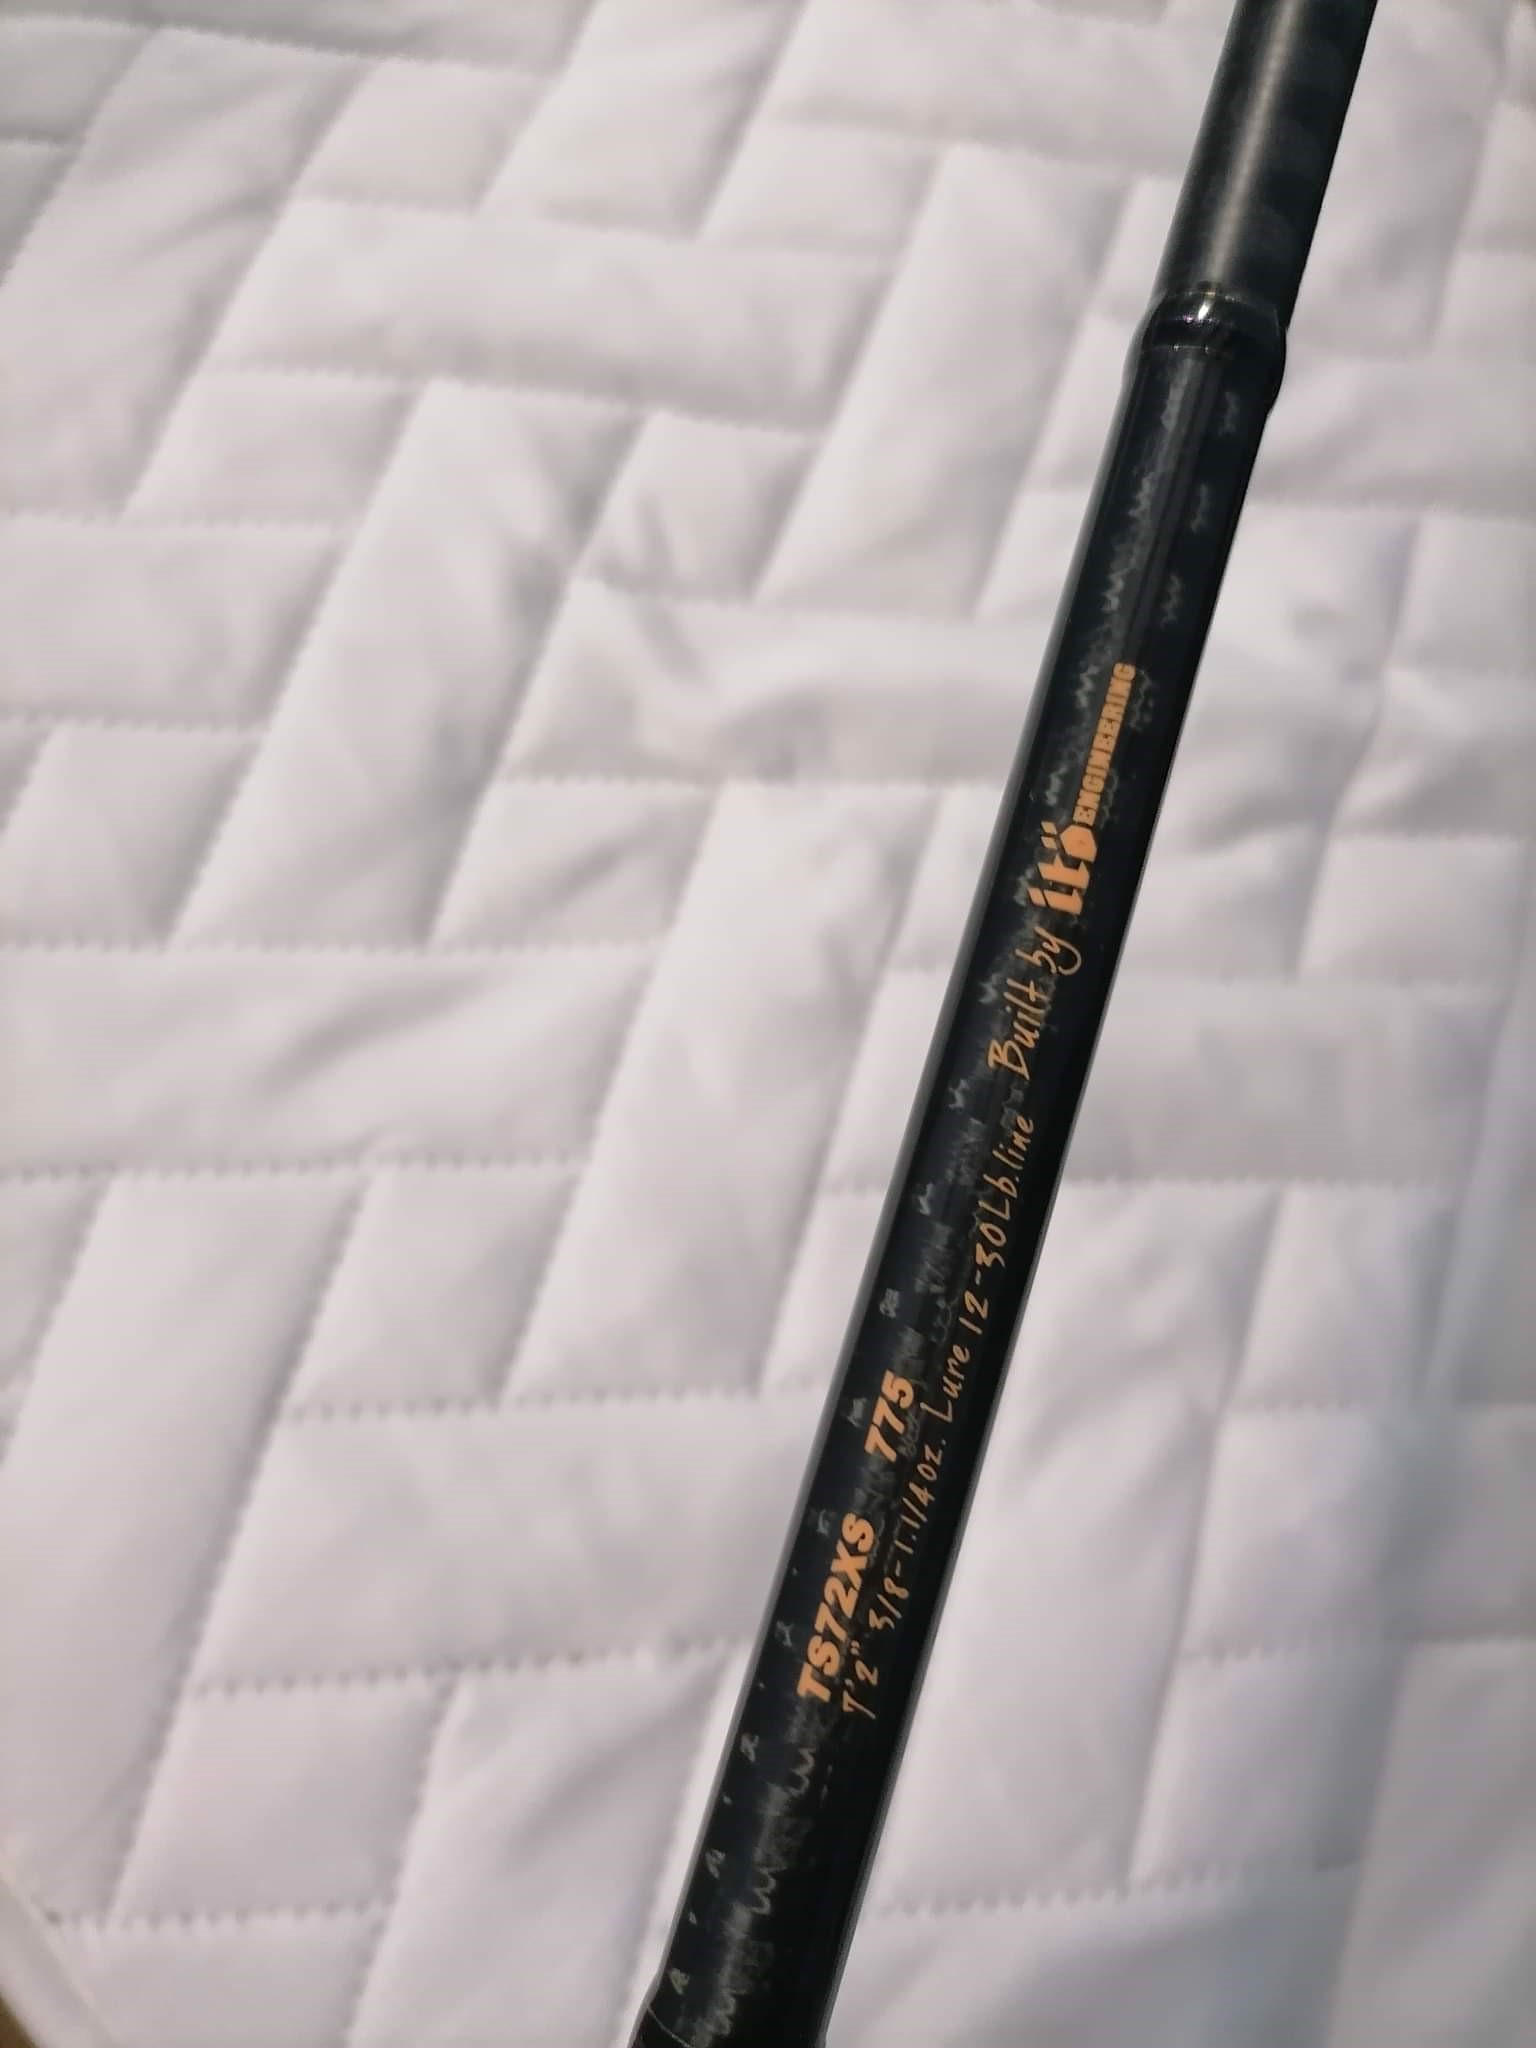 TS72XS 775
7'2" 3/8-1.1/4oz. Lure 12-30Lb.line Built by itö ENGINEERING